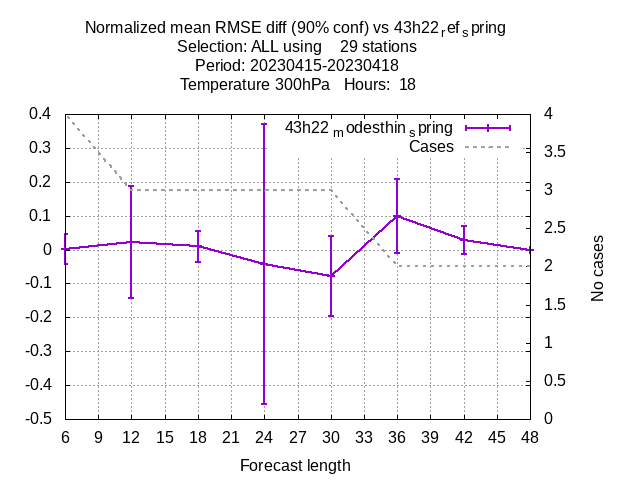 Normalized mean RMSE diff (90% conf) vs 43h22refspring
Selection: ALL using    29 stations
Period: 20230415-20230418
Temperature 300hPa   Hours:  18
43h22modesthinspring
Cases
0.4
0.3
0.2
0.1
0
-0.1
-0.2
-0.3
-0.4
-0.5
4
3.5
3
2.5
2
1.5
1
0.5
0
No cases
6 9 12 15 18 21 24 27 30 33 36 39 42 45 48
Forecast length